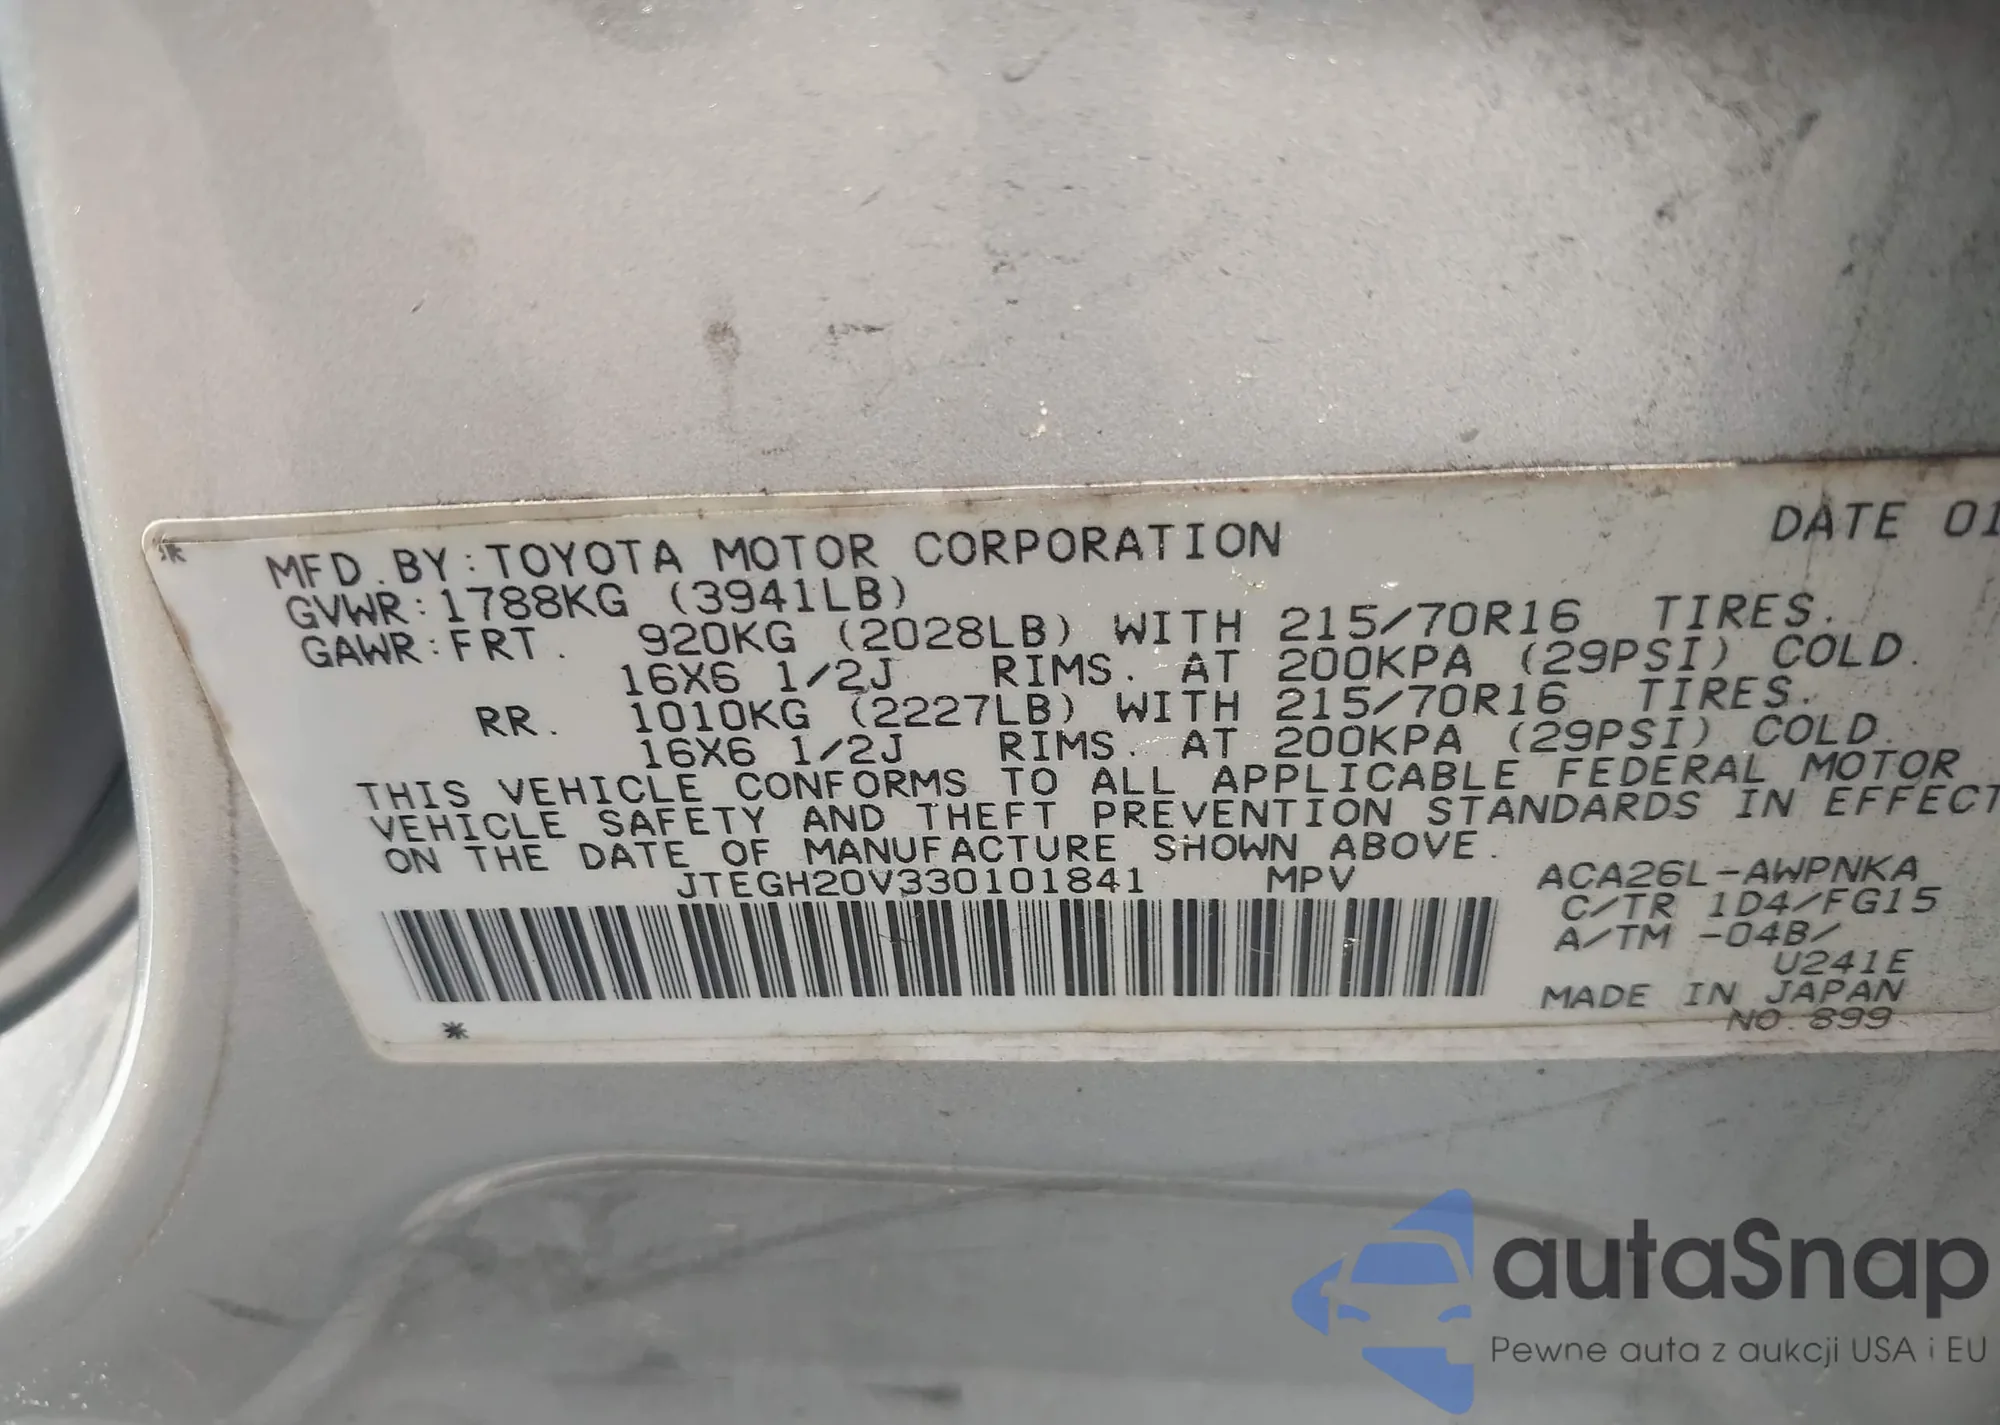 MFD.BY:TOYOTA MOTOR CORPORATION DATE 01
GVWR:1788KG (3941LB)
GAWR:FRT. 920KG (2028LB) WITH 215/70R16 TIRES.
16X6 1/2J RIMS. AT 200KPA (29PSI) COLD.
RR. 1010KG (2227LB) WITH 215/70R16 TIRES.
16X6 1/2J RIMS. AT 200KPA (29PSI) COLD.
THIS VEHICLE CONFORMS TO ALL APPLICABLE FEDERAL MOTOR
VEHICLE SAFETY AND THEFT PREVENTION STANDARDS IN EFFECT
ON THE DATE OF MANUFACTURE SHOWN ABOVE.
JTEGH20V330101841 MPV ACA26L-AWPNKA
C/TR 1D4/FG15
A/TM -04B/
U241E
MADE IN JAPAN
NO.899
autaSnap
Pewne auta z aukcji USA i EU